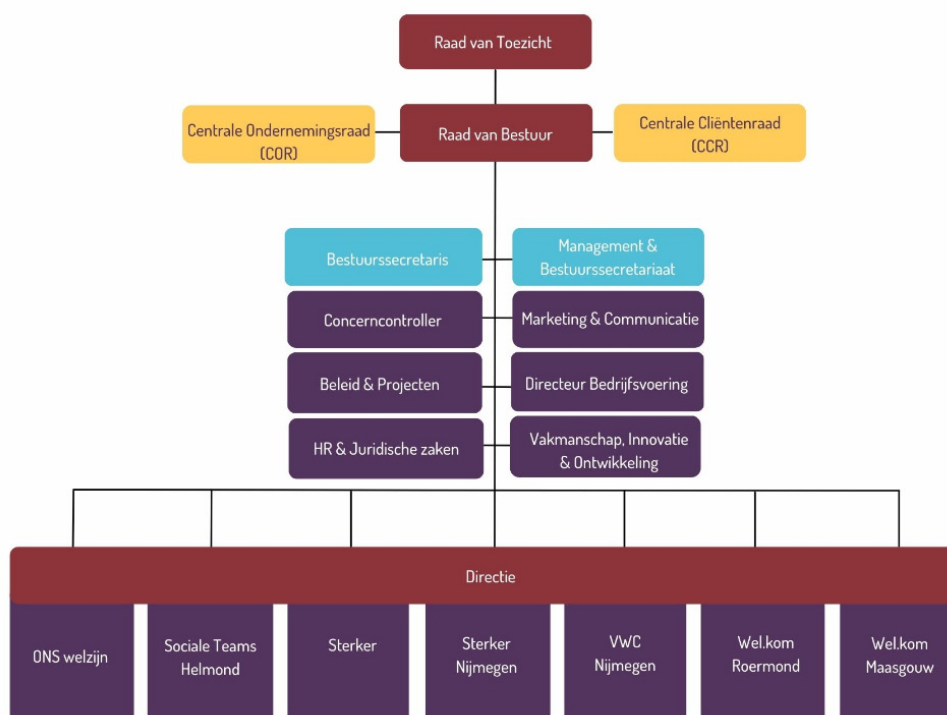 Raad van Toezicht
Centrale Ondernemingsraad
(COR)
Raad van Bestuur
Centrale Cliëntenraad
(CCR)
Bestuurssecretaris
Management &
Bestuurssecretariaat
Concerncontroller
Marketing & Communicatie
Beleid & Projecten
Directeur Bedrijfsvoering
HR & Juridische zaken
Vakmanschap, Innovatie
& Ontwikkeling
Directie
ONS welzijn
Sociale Teams
Helmond
Sterker
Sterker
Nijmegen
VWC
Nijmegen
Wel.kom
Roermond
Wel.kom
Maasgouw